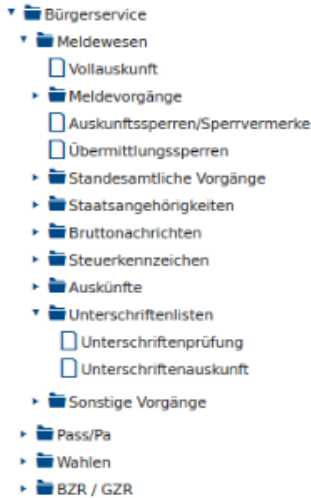 Bürgerservice
Meldewesen
Vollauskunft
Meldevorgänge
Auskunftssperren/Sperrvermerke
Übermittlungssperren
Standesamtliche Vorgänge
Staatsangehörigkeiten
Bruttonachrichten
Steuerkennzeichen
Auskünfte
Unterschriftenlisten
Unterschriftenprüfung
Unterschriftenauskunft
Sonstige Vorgänge
Pass/Pa
Wahlen
BZR / GZR